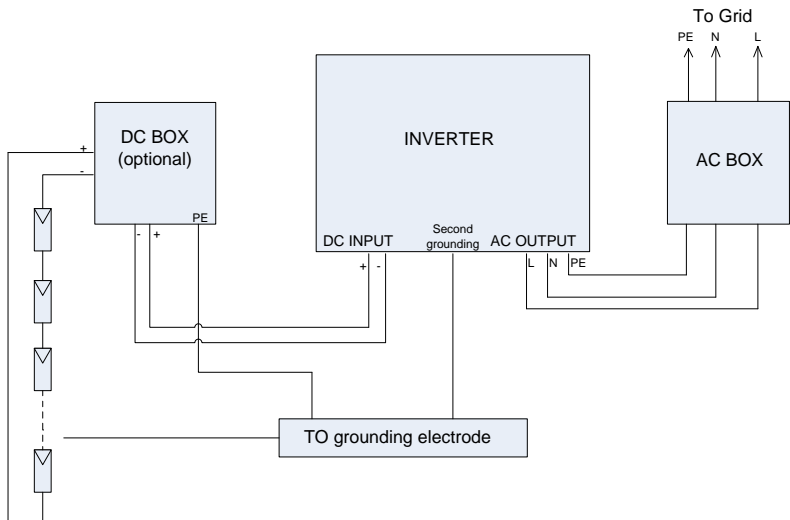 To Grid
PE N L
DC BOX
(optional)
+
-
PE
- +
INVERTER
DC INPUT
Second
grounding
AC OUTPUT
+ -
L N PE
AC BOX
TO grounding electrode